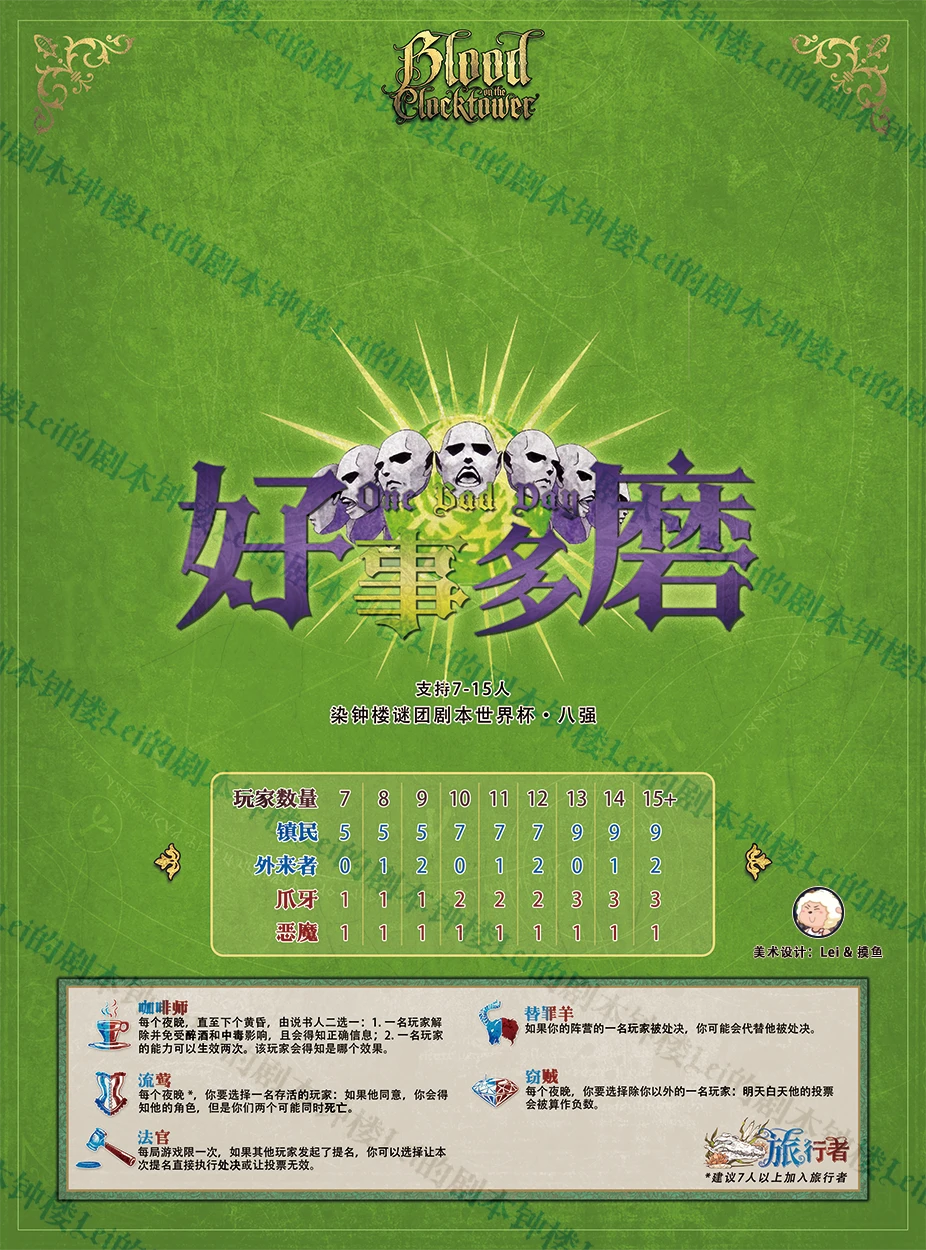 Blood
on the
Clocktower
One Bad Day
好事多磨
支持7-15人
染钟楼谜团剧本世界杯·八强
玩家数量 7 8 9 10 11 12 13 14 15+
镇民 5 5 5 7 7 7 9 9 9
外来者 0 1 2 0 1 2 0 1 2
爪牙 1 1 1 2 2 2 3 3 3
恶魔 1 1 1 1 1 1 1 1 1
美术设计：Lei & 摸鱼
咖啡师
每个夜晚，直至下个黄昏，由说书人二选一：1. 一名玩家解
除并免受醉酒和中毒影响，且会得知正确信息；2. 一名玩家
的能力可以生效两次。该玩家会得知是哪个效果。
流莺
每个夜晚 *，你要选择一名存活的玩家：如果他同意，你会得
知他的角色，但是你们两个可能同时死亡。
法官
每局游戏限一次，如果其他玩家发起了提名，你可以选择让本
次提名直接执行处决或让投票无效。
替罪羊
如果你的阵营的一名玩家被处决，你可能会代替他被处决。
窃贼
每个夜晚，你要选择除你以外的一名玩家：明天白天他的投票
会被算作负数。
旅行者
*建议7人以上加入旅行者
钟楼Lei的剧本